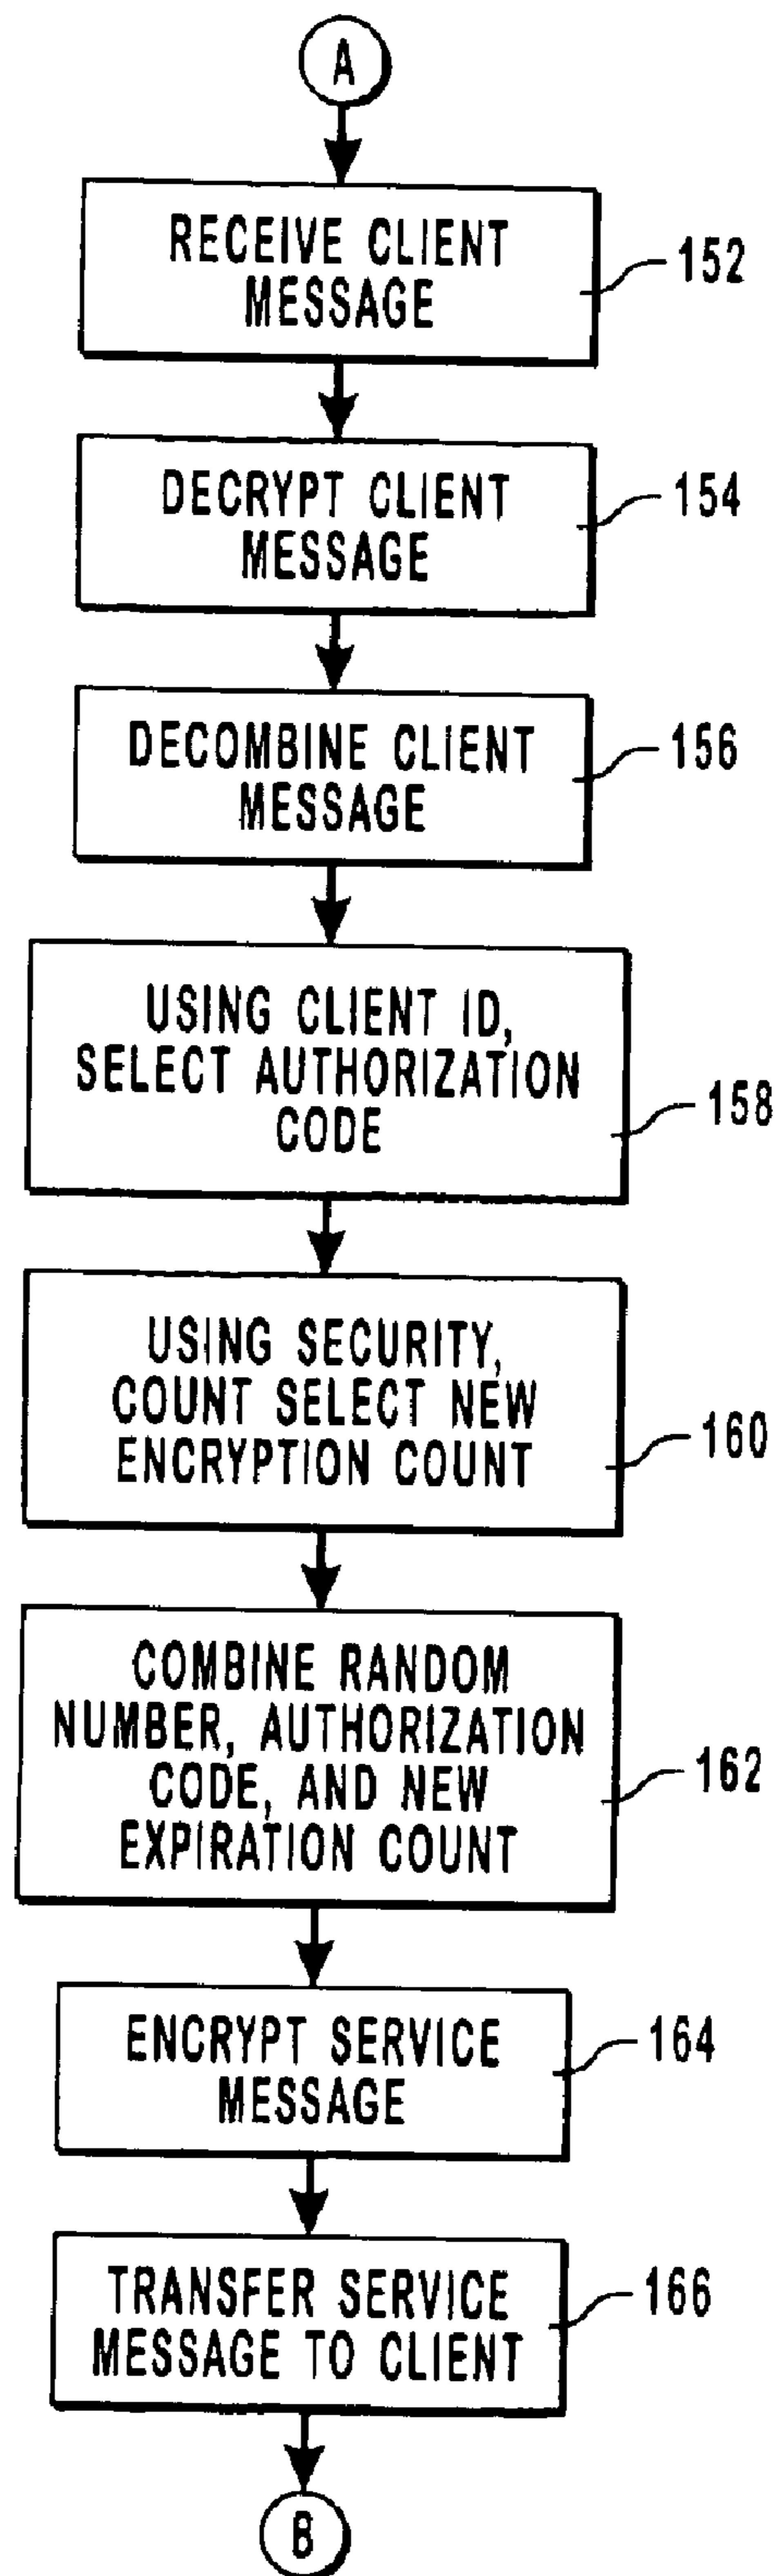 A
RECEIVE CLIENT
MESSAGE
152
DECRYPT CLIENT
MESSAGE
154
DECOMBINE CLIENT
MESSAGE
156
USING CLIENT ID,
SELECT AUTHORIZATION
CODE
158
USING SECURITY,
COUNT SELECT NEW
ENCRYPTION COUNT
160
COMBINE RANDOM
NUMBER, AUTHORIZATION
CODE, AND NEW
EXPIRATION COUNT
162
ENCRYPT SERVICE
MESSAGE
164
TRANSFER SERVICE
MESSAGE TO CLIENT
166
B